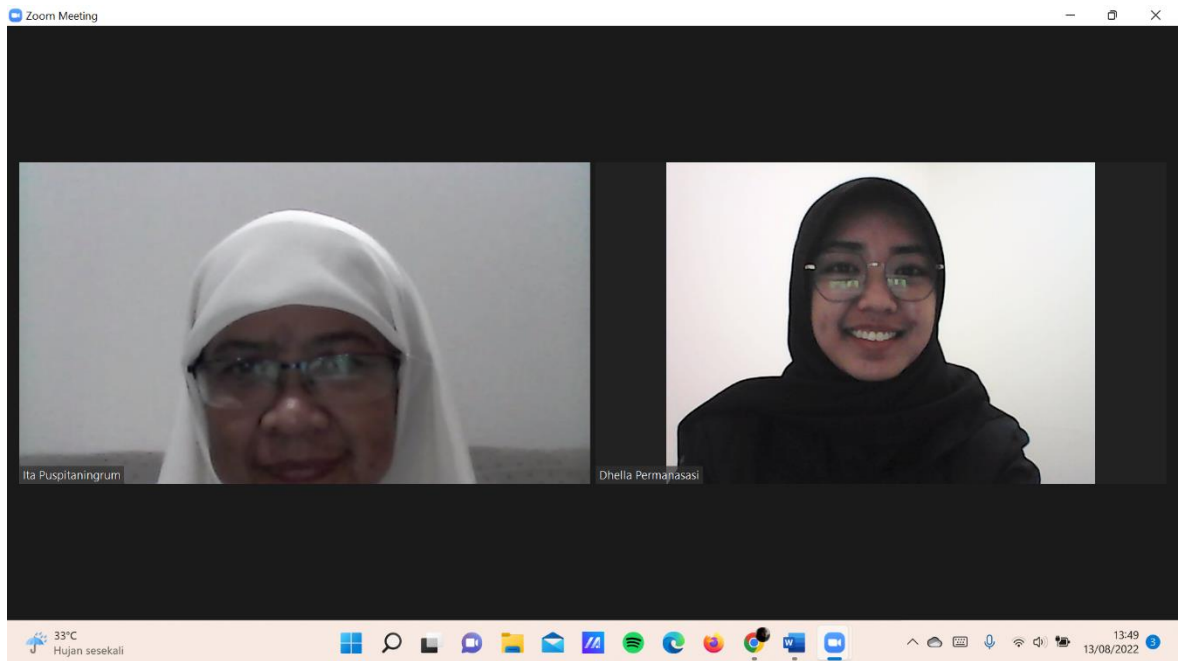 Zoom Meeting
Ita Puspitaningrum
Dhella Permanasasi
33°C
Hujan sesekali
13:49
13/08/2022
3